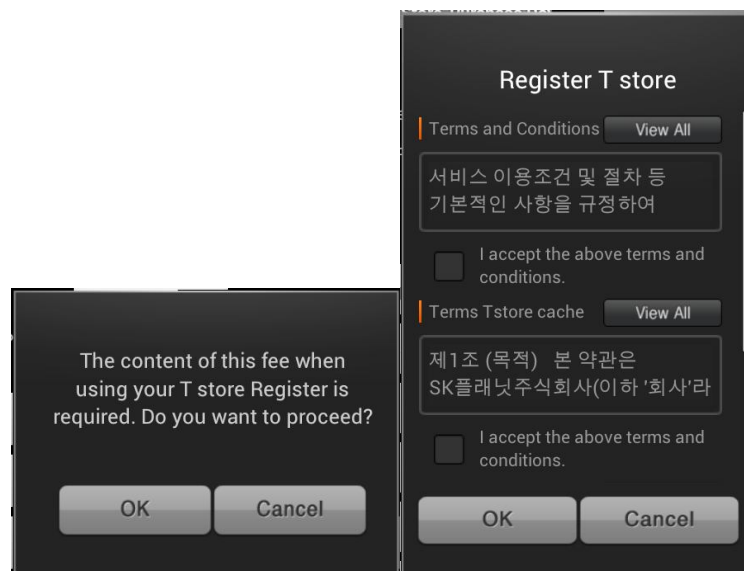 The content of this fee when
using your T store Register is
required. Do you want to proceed?
OK
Cancel
Register T store
Terms and Conditions
View All
서비스 이용조건 및 절차 등
기본적인 사항을 규정하여
I accept the above terms and
conditions.
Terms Tstore cache
View All
제1조 (목적) 본 약관은
SK플래닛주식회사(이하 '회사'라
I accept the above terms and
conditions.
OK
Cancel